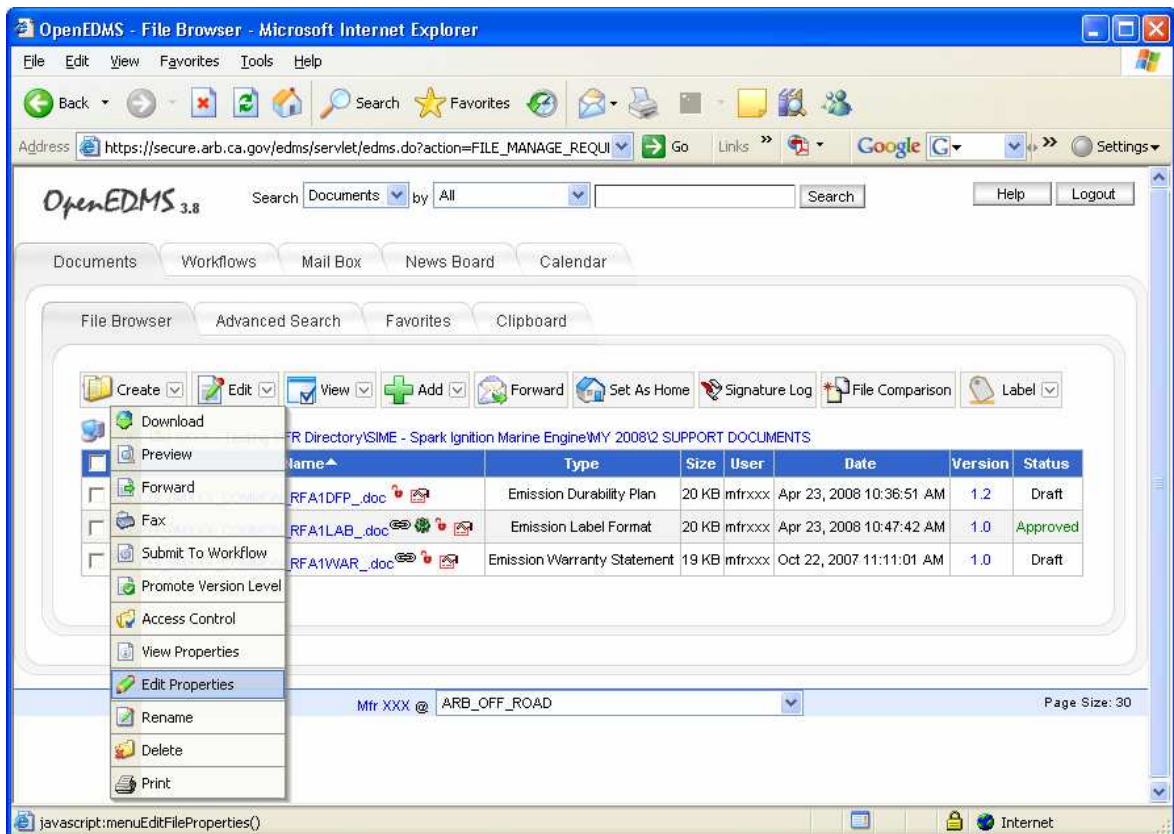 OpenEDMS - File Browser - Microsoft Internet Explorer
File Edit View Favorites Tools Help
Back Search Favorites
Address https://secure.arb.ca.gov/edms/servlet/edms.do?action=FILE_MANAGE_REQUI Go Links » Google G » Settings
OpenEDMS 3.8 Search Documents by All Search Help Logout
Documents Workflows Mail Box News Board Calendar
File Browser Advanced Search Favorites Clipboard
Create Edit View Add Forward Set As Home Signature Log File Comparison Label
FR Directory\SIME - Spark Ignition Marine Engine\MY 2008\2 SUPPORT DOCUMENTS
Name Type Size User Date Version Status
_RFA1DFP_.doc Emission Durability Plan 20 KB mfrxxx Apr 23, 2008 10:36:51 AM 1.2 Draft
_RFA1LAB_.doc Emission Label Format 20 KB mfrxxx Apr 23, 2008 10:47:42 AM 1.0 Approved
_RFA1WAR_.doc Emission Warranty Statement 19 KB mfrxxx Oct 22, 2007 11:11:01 AM 1.0 Draft
Download
Preview
Forward
Fax
Submit To Workflow
Promote Version Level
Access Control
View Properties
Edit Properties
Rename
Delete
Print
Mfr XXX @ ARB_OFF_ROAD Page Size: 30
javascript:menuEditFileProperties() Internet